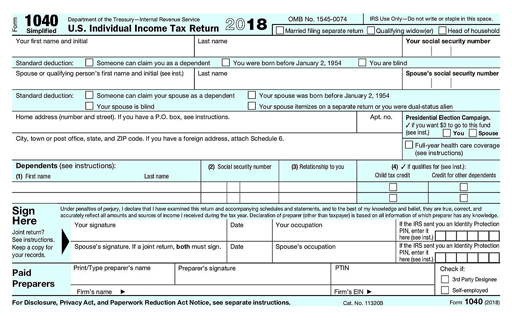 Form 1040 Simplified
Department of the Treasury—Internal Revenue Service
U.S. Individual Income Tax Return
2018
OMB No. 1545-0074
IRS Use Only—Do not write or staple in this space.
Married filing separate return
Qualifying widow(er)
Head of household
Your first name and initial
Last name
Your social security number
Standard deduction:
Someone can claim you as a dependent
You were born before January 2, 1954
You are blind
Spouse or qualifying person's first name and initial (see inst.)
Last name
Spouse's social security number
Standard deduction:
Someone can claim your spouse as a dependent
Your spouse was born before January 2, 1954
Your spouse is blind
Your spouse itemizes on a separate return or you were dual-status alien
Home address (number and street). If you have a P.O. box, see instructions.
Apt. no.
Presidential Election Campaign.
✓ if you want $3 to go to this fund
(see inst.)
You
Spouse
City, town or post office, state, and ZIP code. If you have a foreign address, attach Schedule 6.
Full-year health care coverage
(see instructions)
Dependents (see instructions):
(1) First name
Last name
(2) Social security number
(3) Relationship to you
(4) ✓ if qualifies for (see inst.):
Child tax credit
Credit for other dependents
Sign
Here
Joint return?
See instructions.
Keep a copy for
your records.
Under penalties of perjury, I declare that I have examined this return and accompanying schedules and statements, and to the best of my knowledge and belief, they are true, correct, and
accurately reflect all amounts and sources of income I received during the tax year. Declaration of preparer (other than taxpayer) is based on all information of which preparer has any knowledge.
Your signature
Date
Your occupation
If the IRS sent you an Identity Protection
PIN, enter it
here (see inst.)
Spouse's signature. If a joint return, both must sign.
Date
Spouse's occupation
If the IRS sent you an Identity Protection
PIN, enter it
here (see inst.)
Paid
Preparers
Print/Type preparer's name
Preparer's signature
PTIN
Check if:
3rd Party Designee
Self-employed
Firm's name ▶
Firm's EIN ▶
For Disclosure, Privacy Act, and Paperwork Reduction Act Notice, see separate instructions.
Cat. No. 11320B
Form 1040 (2018)